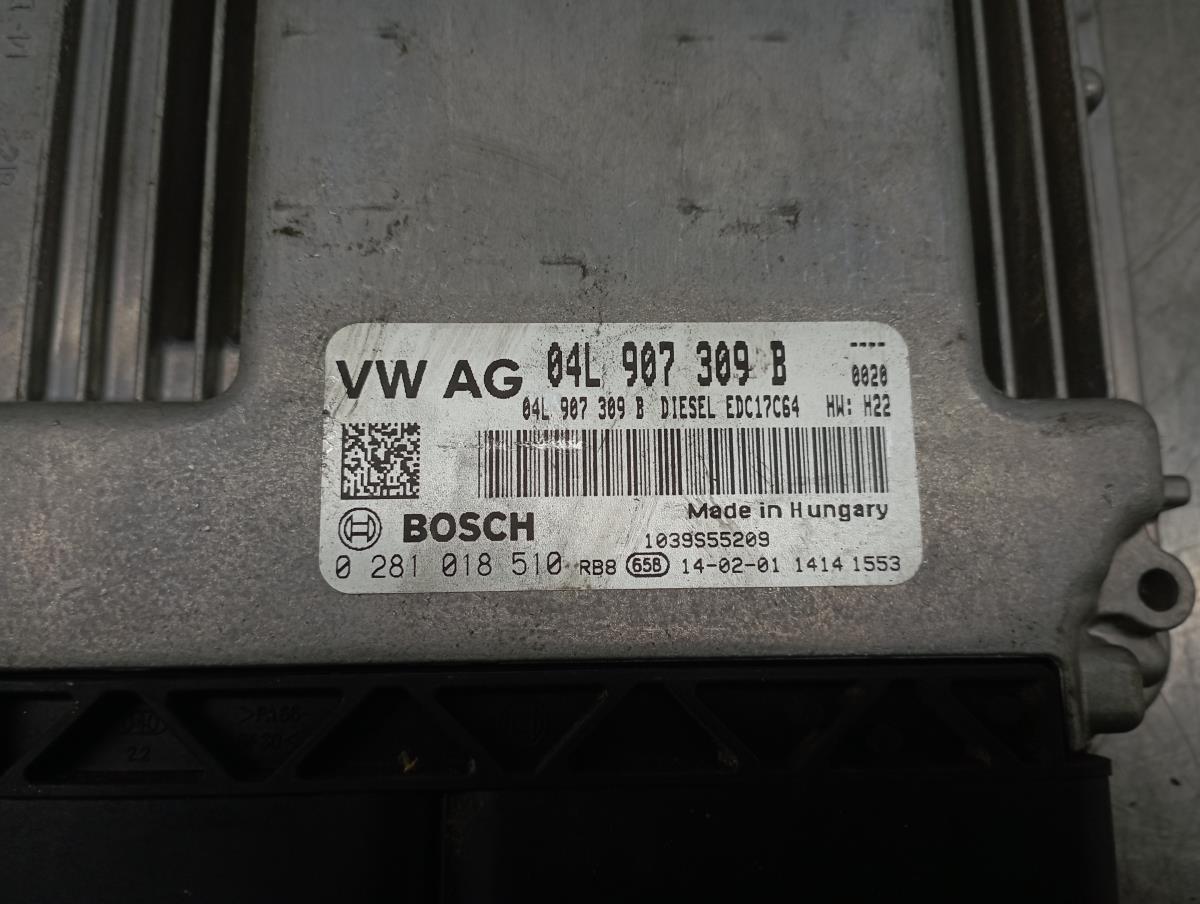 VW AG 04L 907 309 B ----
0020
04L 907 309 B DIESEL EDC17C64 HW: H22
Made in Hungary
BOSCH
1039S55209
0 281 018 510 RB8 65B 14-02-01 1414 1553
22